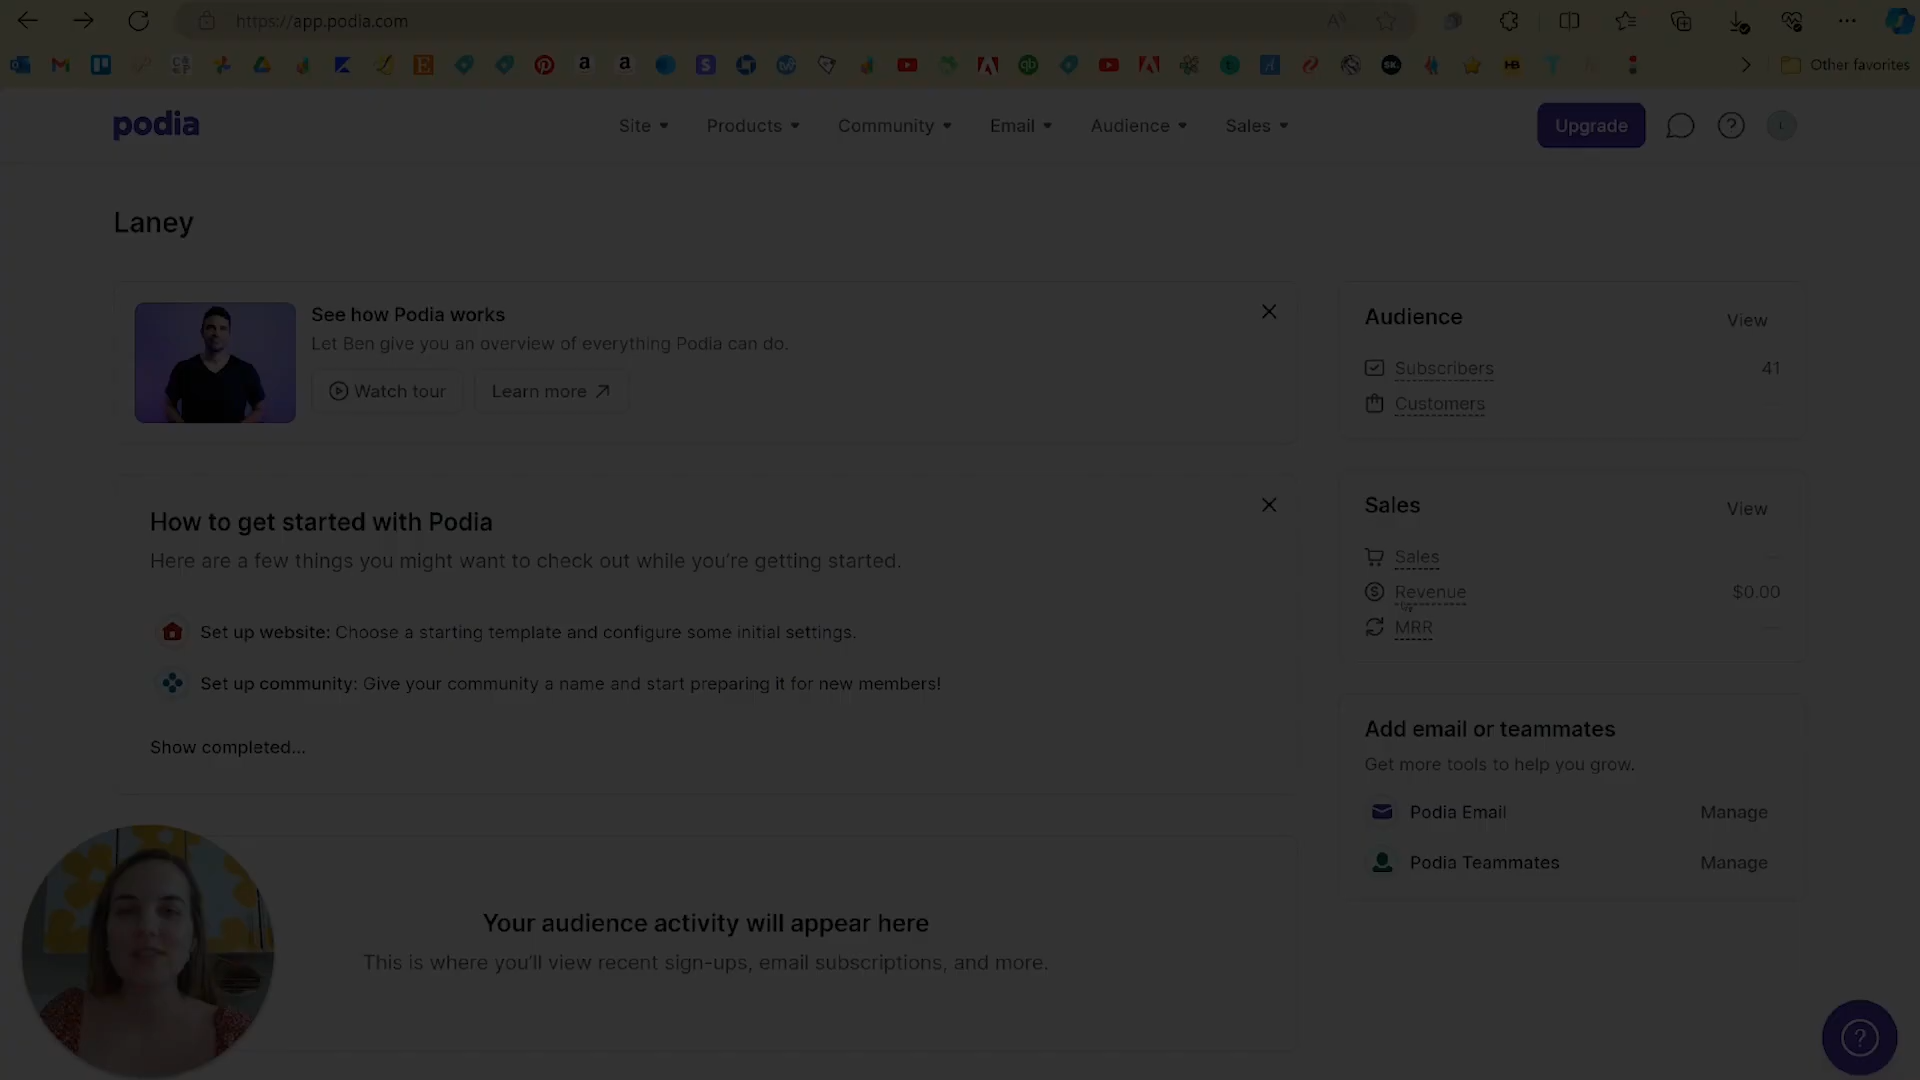 https://app.podia.com
Other favorites
podia
Site
Products
Community
Email
Audience
Sales
Upgrade
Laney
See how Podia works
Let Ben give you an overview of everything Podia can do.
Watch tour
Learn more
How to get started with Podia
Here are a few things you might want to check out while you're getting started.
Set up website: Choose a starting template and configure some initial settings.
Set up community: Give your community a name and start preparing it for new members!
Show completed...
Your audience activity will appear here
This is where you'll view recent sign-ups, email subscriptions, and more.
Audience
View
Subscribers
41
Customers
Sales
View
Sales
Revenue
$0.00
MRR
Add email or teammates
Get more tools to help you grow.
Podia Email
Manage
Podia Teammates
Manage